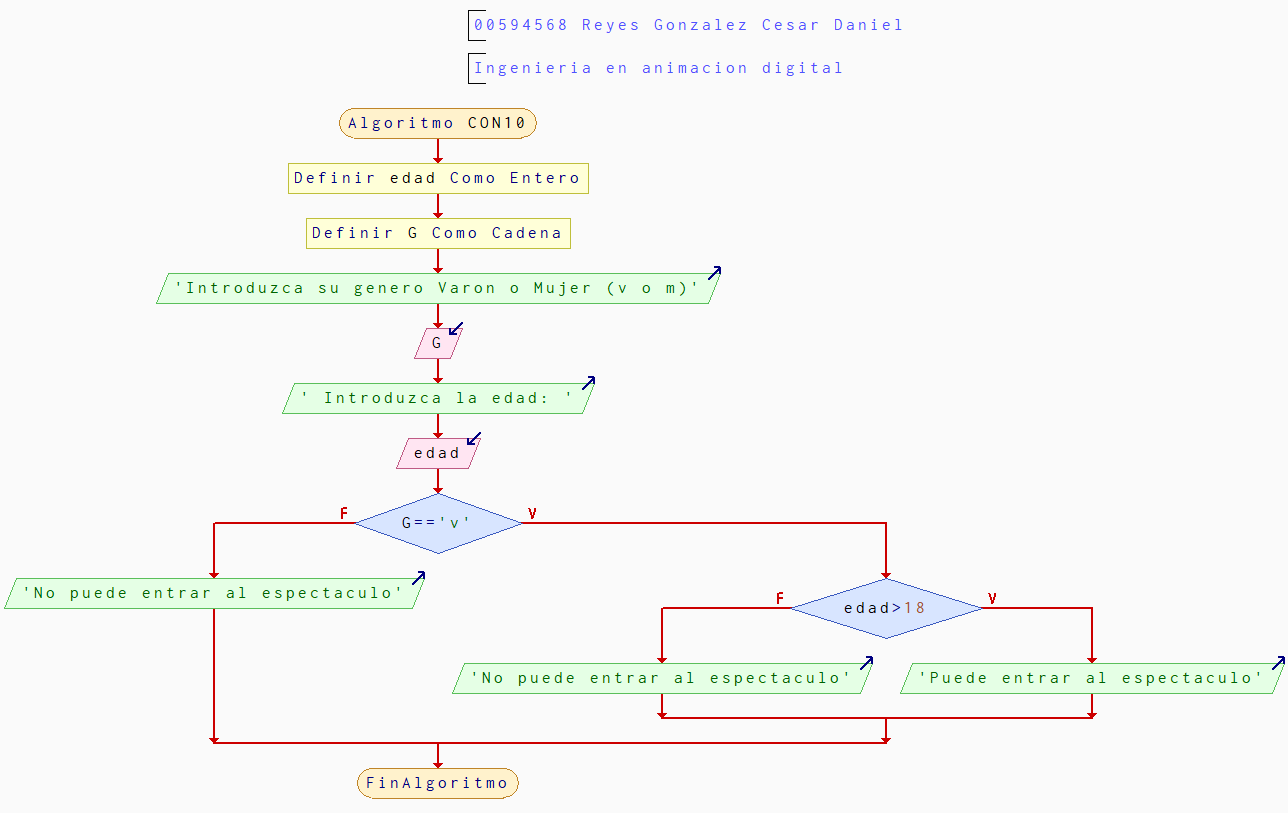 00594568 Reyes Gonzalez Cesar Daniel
Ingenieria en animacion digital
Algoritmo CON10
Definir edad Como Entero
Definir G Como Cadena
'Introduzca su genero Varon o Mujer (v o m)'
G
' Introduzca la edad: '
edad
F
G=='v'
V
'No puede entrar al espectaculo'
F
edad>18
V
'No puede entrar al espectaculo'
'Puede entrar al espectaculo'
FinAlgoritmo